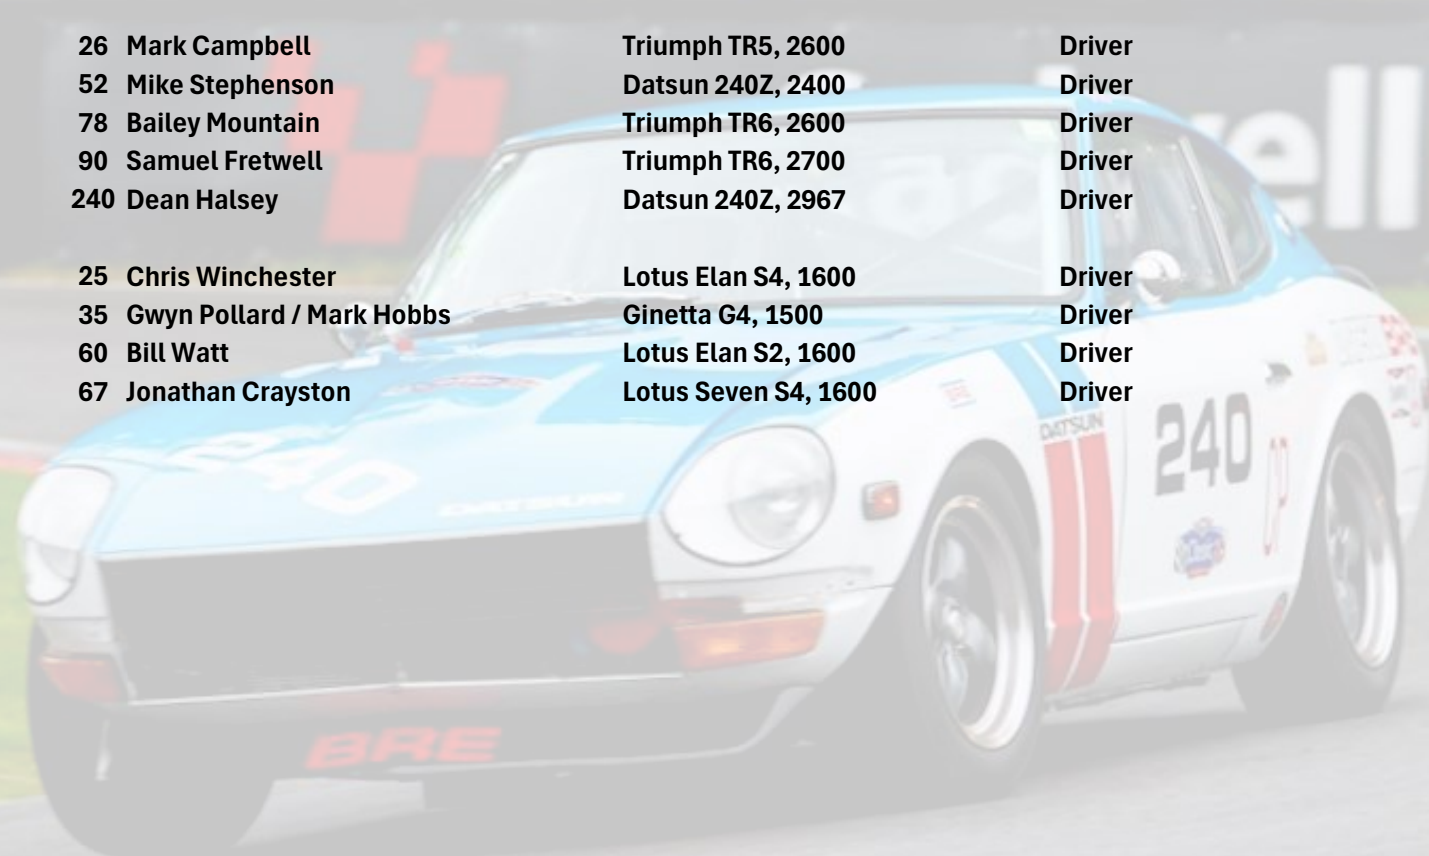 26 Mark Campbell Triumph TR5, 2600 Driver
52 Mike Stephenson Datsun 240Z, 2400 Driver
78 Bailey Mountain Triumph TR6, 2600 Driver
90 Samuel Fretwell Triumph TR6, 2700 Driver
240 Dean Halsey Datsun 240Z, 2967 Driver
25 Chris Winchester Lotus Elan S4, 1600 Driver
35 Gwyn Pollard / Mark Hobbs Ginetta G4, 1500 Driver
60 Bill Watt Lotus Elan S2, 1600 Driver
67 Jonathan Crayston Lotus Seven S4, 1600 Driver
DATSUN
240
240
DATSUN
BRE